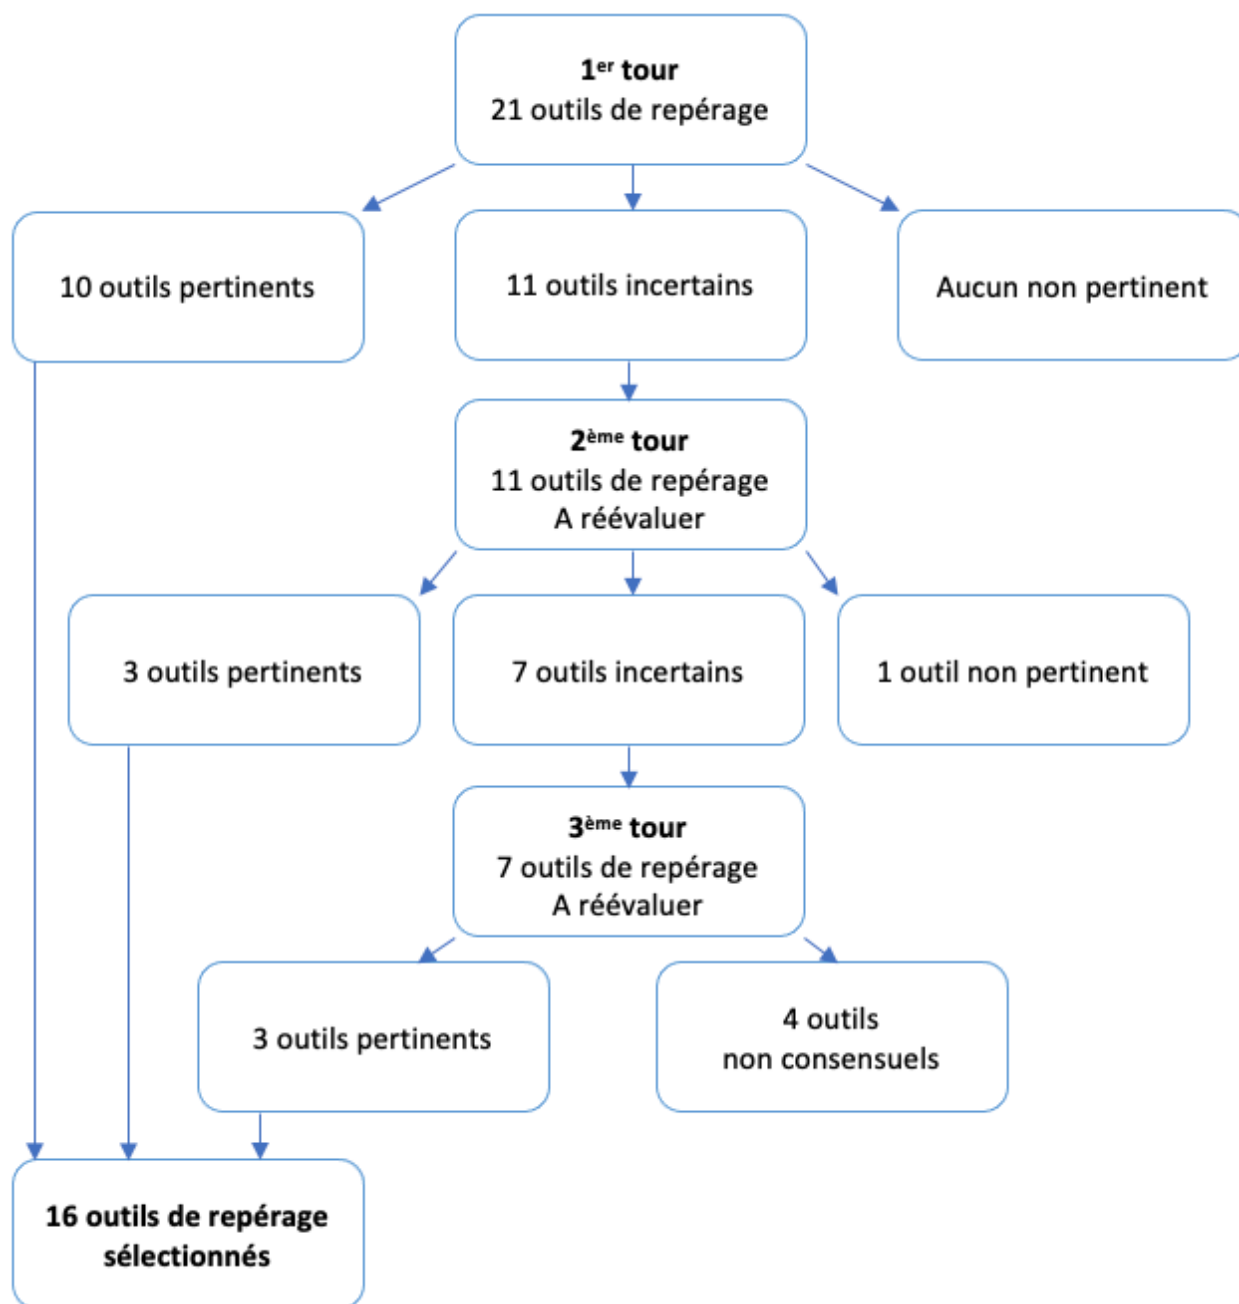 1er tour
21 outils de repérage
10 outils pertinents
11 outils incertains
Aucun non pertinent
2ème tour
11 outils de repérage
A réévaluer
3 outils pertinents
7 outils incertains
1 outil non pertinent
3ème tour
7 outils de repérage
A réévaluer
3 outils pertinents
4 outils
non consensuels
16 outils de repérage
sélectionnés